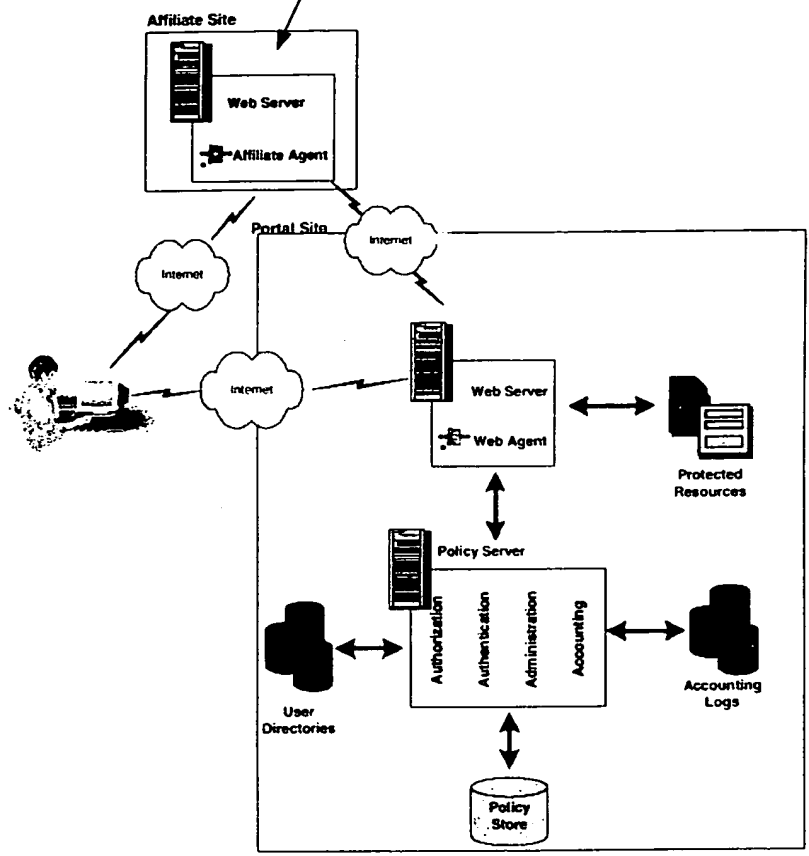 Affiliate Site
Web Server
Affiliate Agent
Portal Site
Internet
Internet
Internet
Web Server
Web Agent
Protected
Resources
Policy Server
Authorization
Authentication
Administration
Accounting
User
Directories
Accounting
Logs
Policy
Store